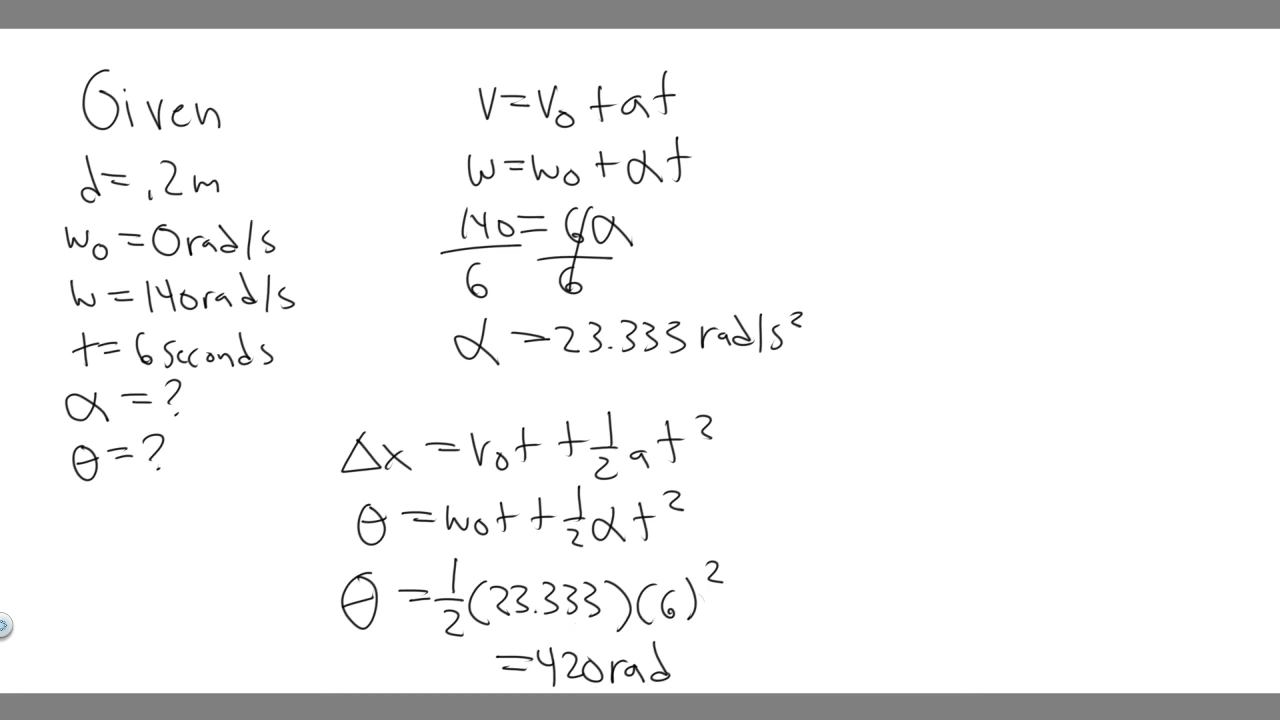 Given
d=.2m
w₀=0rad/s
w=140rad/s
t=6seconds
α=?
θ=?
v=v₀+at
w=w₀+αt
140/6=6α/6
α=23.333rad/s²
Δx=v₀t+1/2at²
θ=w₀t+1/2αt²
θ=1/2(23.333)(6)²
=420rad